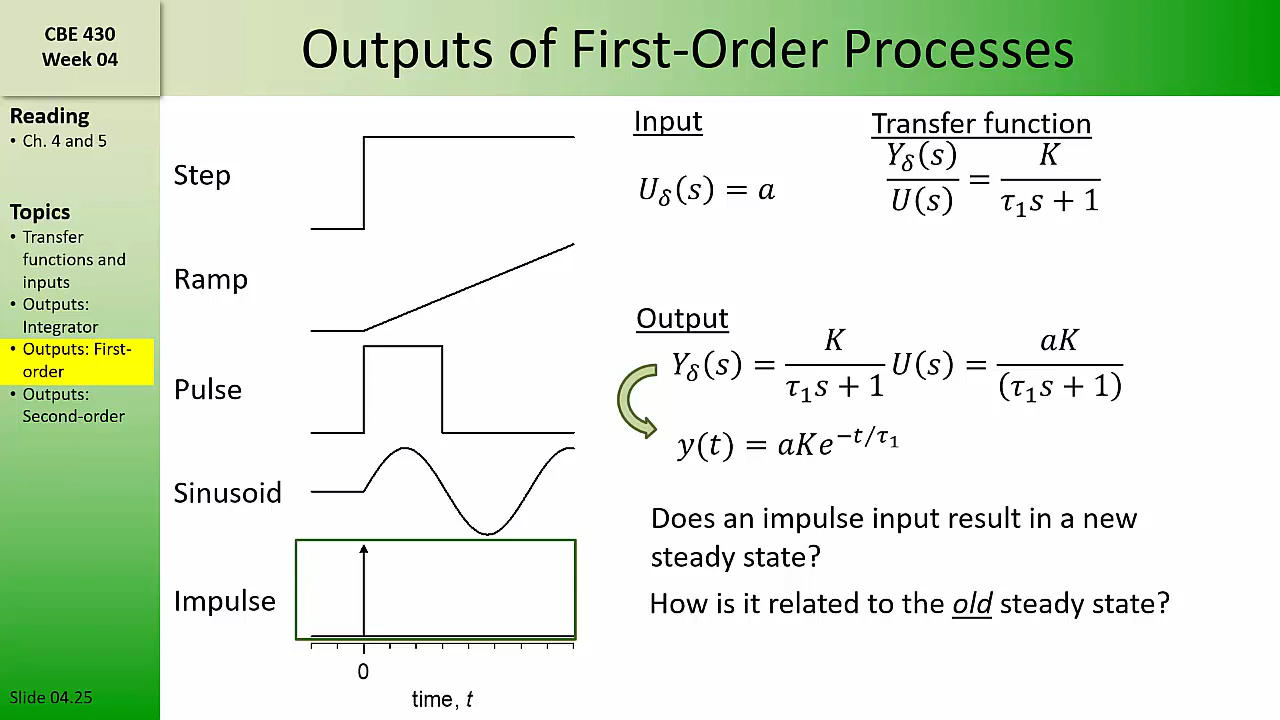 CBE 430
Week 04
Outputs of First-Order Processes
Reading
• Ch. 4 and 5
Topics
• Transfer
functions and
inputs
• Outputs:
Integrator
• Outputs: First-
order
• Outputs:
Second-order
Slide 04.25
Step
Ramp
Pulse
Sinusoid
Impulse
0
time, t
Input
U_δ(s) = a
Transfer function
Y_δ(s)/U(s) = K/(τ₁s + 1)
Output
Y_δ(s) = K/(τ₁s + 1) U(s) = aK/((τ₁s + 1))
y(t) = aKe^(−t/τ₁)
Does an impulse input result in a new
steady state?
How is it related to the old steady state?